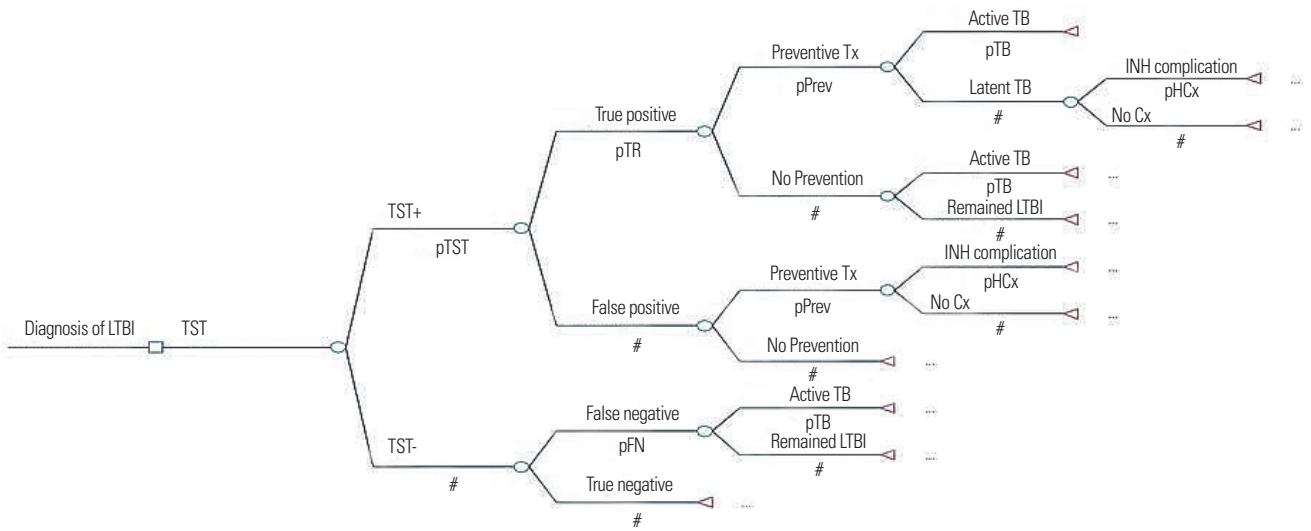 Active TB
pTB
Preventive Tx
pPrev
INH complication
pHCx
Latent TB
#
No Cx
#
True positive
pTR
Active TB
pTB
No Prevention
#
Remained LTBI
#
TST+
pTST
INH complication
pHCx
Preventive Tx
pPrev
No Cx
#
False positive
#
No Prevention
#
Diagnosis of LTBI
TST
Active TB
pTB
False negative
pFN
Remained LTBI
#
TST-
#
True negative
#
...
...
...
...
...
...
...
...
...
...